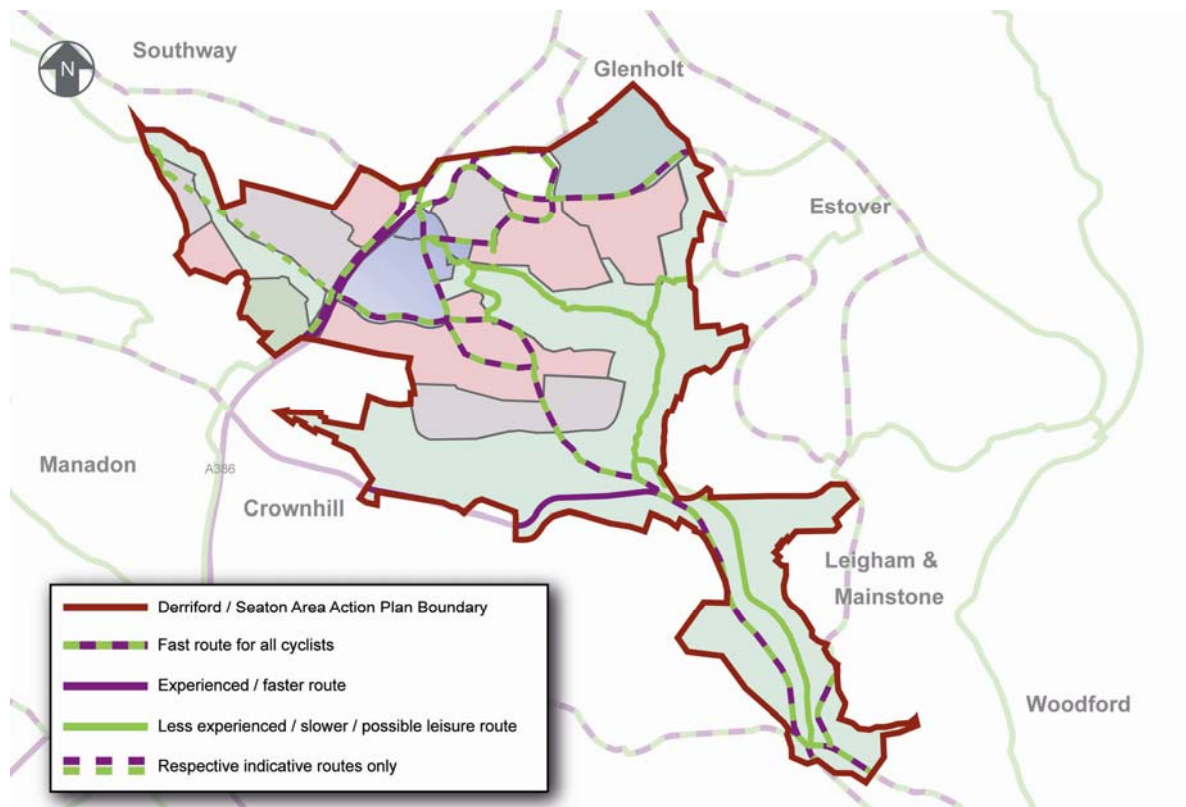 N
Southway
Glenholt
Estover
Manadon
A386
Crownhill
Leigham &
Mainstone
Woodford
Derriford / Seaton Area Action Plan Boundary
Fast route for all cyclists
Experienced / faster route
Less experienced / slower / possible leisure route
Respective indicative routes only